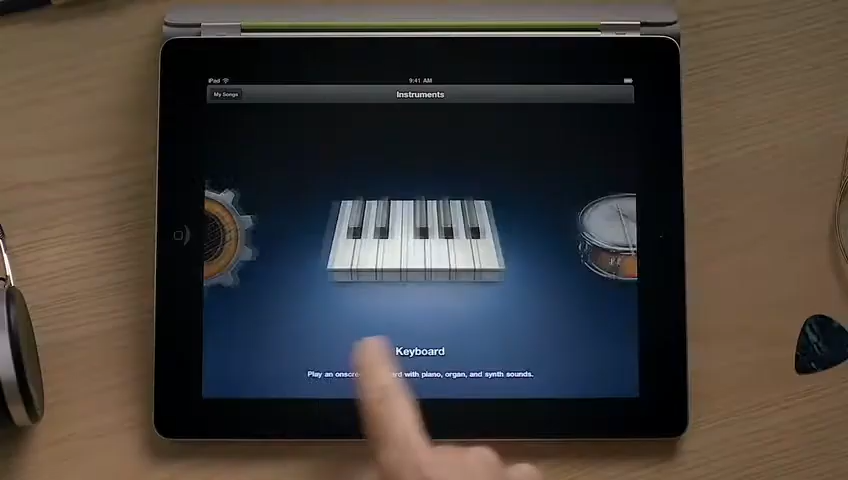 iPad 9:41 AM
My Songs Instruments
Keyboard
Play an onscre rd with piano, organ, and synth sounds.